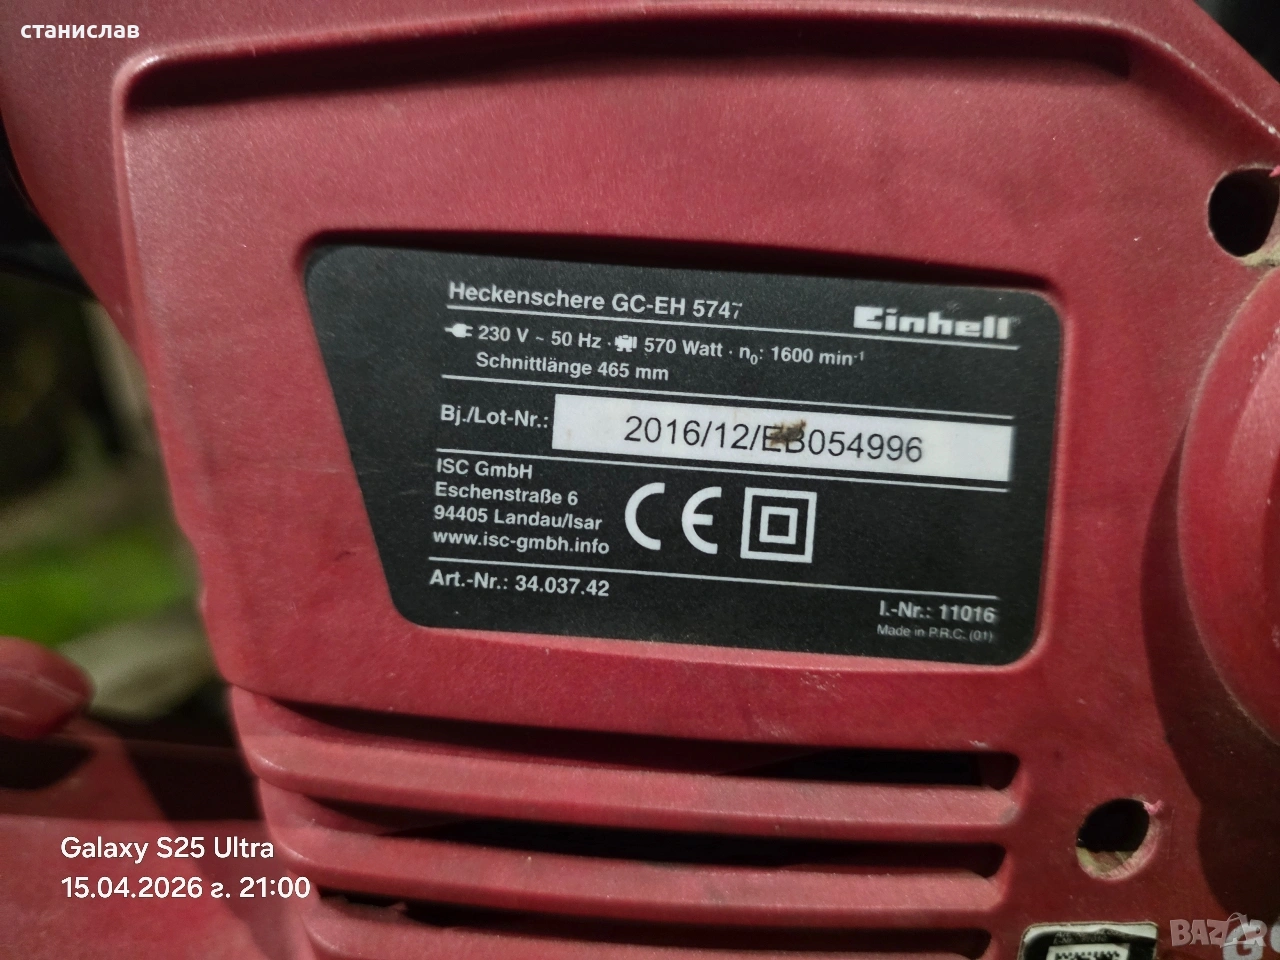 станислав
Heckenschere GC-EH 5747
Einhell
230 V ~ 50 Hz · 570 Watt · n₀: 1600 min⁻¹
Schnittlänge 465 mm
Bj./Lot-Nr.: 2016/12/EB054996
ISC GmbH
Eschenstraße 6
94405 Landau/Isar
www.isc-gmbh.info
CE
Art.-Nr.: 34.037.42
I.-Nr.: 11016
Made in P.R.C. (01)
Galaxy S25 Ultra
15.04.2026 г. 21:00
BAZAR